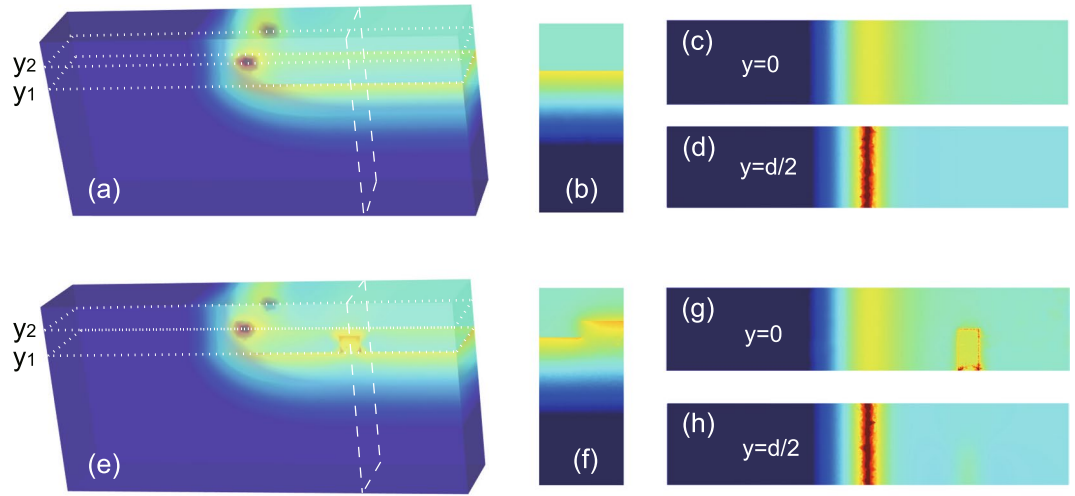 y2
y1
(a)
(b)
(c)
y=0
(d)
y=d/2
y2
y1
(e)
(f)
(g)
y=0
(h)
y=d/2